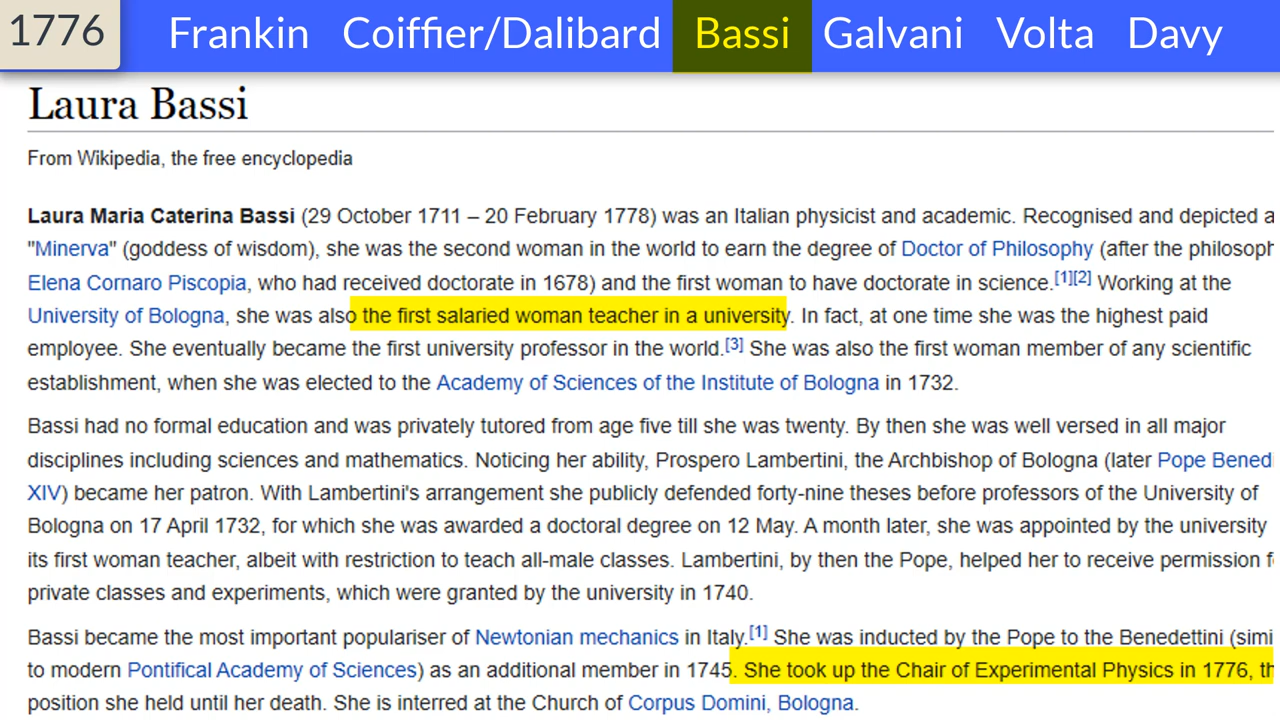 1776 Frankin Coiffier/Dalibard Bassi Galvani Volta Davy
Laura Bassi
From Wikipedia, the free encyclopedia
Laura Maria Caterina Bassi (29 October 1711 – 20 February 1778) was an Italian physicist and academic. Recognised and depicted a
"Minerva" (goddess of wisdom), she was the second woman in the world to earn the degree of Doctor of Philosophy (after the philosoph
Elena Cornaro Piscopia, who had received doctorate in 1678) and the first woman to have doctorate in science.[1][2] Working at the
University of Bologna, she was also the first salaried woman teacher in a university. In fact, at one time she was the highest paid
employee. She eventually became the first university professor in the world.[3] She was also the first woman member of any scientific
establishment, when she was elected to the Academy of Sciences of the Institute of Bologna in 1732.
Bassi had no formal education and was privately tutored from age five till she was twenty. By then she was well versed in all major
disciplines including sciences and mathematics. Noticing her ability, Prospero Lambertini, the Archbishop of Bologna (later Pope Benedi
XIV) became her patron. With Lambertini's arrangement she publicly defended forty-nine theses before professors of the University of
Bologna on 17 April 1732, for which she was awarded a doctoral degree on 12 May. A month later, she was appointed by the university
its first woman teacher, albeit with restriction to teach all-male classes. Lambertini, by then the Pope, helped her to receive permission f
private classes and experiments, which were granted by the university in 1740.
Bassi became the most important populariser of Newtonian mechanics in Italy.[1] She was inducted by the Pope to the Benedettini (simi
to modern Pontifical Academy of Sciences) as an additional member in 1745. She took up the Chair of Experimental Physics in 1776, th
position she held until her death. She is interred at the Church of Corpus Domini, Bologna.